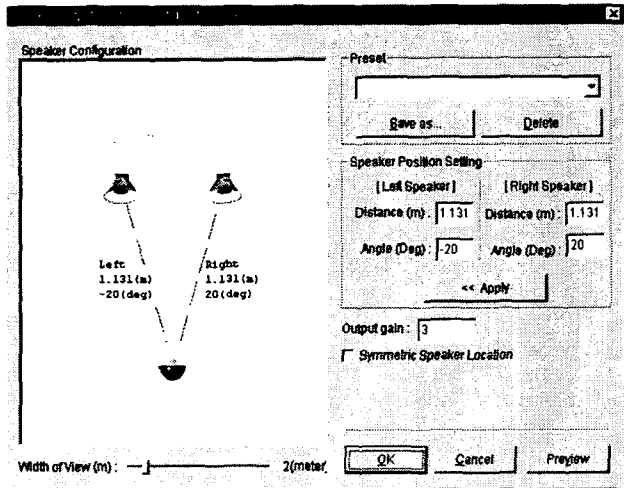 Speaker Configuration
Left
1.131(m)
-20(deg)
Right
1.131(m)
20(deg)
Width of View (m) :
2(meter)
Preset
Save as...
Delete
Speaker Position Setting
[ Left Speaker ]
[ Right Speaker ]
Distance (m) : 1.131
Distance (m) : 1.131
Angle (Deg) : -20
Angle (Deg) : 20
<< Apply
Output gain : 3
Symmetric Speaker Location
OK
Cancel
Preview